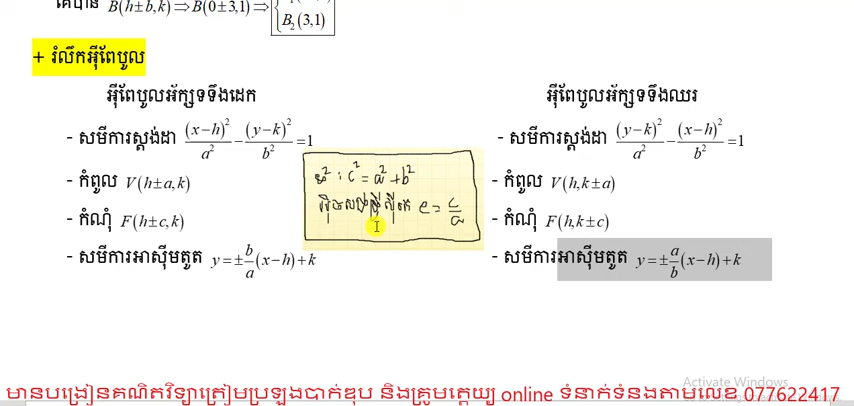 គេបាន B(h±b,k)⇒B(0±3,1)⇒
B₂(3,1)
+ រំលឹកអ៊ីពែបូល
អ៊ីពែបូលអ័ក្សទទឹងដេក
- សមីការស្តង់ដា (x−h)²/a² − (y−k)²/b² =1
- កំពូល V(h±a,k)
- កំណុំ F(h±c,k)
- សមីការអាស៊ីមតូត y=±b/a(x−h)+k
c² = a² + b²
e = c/a
អ៊ីពែបូលអ័ក្សទទឹងឈរ
- សមីការស្តង់ដា (y−k)²/a² − (x−h)²/b² =1
- កំពូល V(h,k±a)
- កំណុំ F(h,k±c)
- សមីការអាស៊ីមតូត y=±a/b(x−h)+k
Activate Windows
មានបង្រៀនគណិតវិទ្យាត្រៀមប្រឡងបាក់ឌុប និងគ្រូមត្តេយ្យ online ទំនាក់ទំនងតាមលេខ 077622417